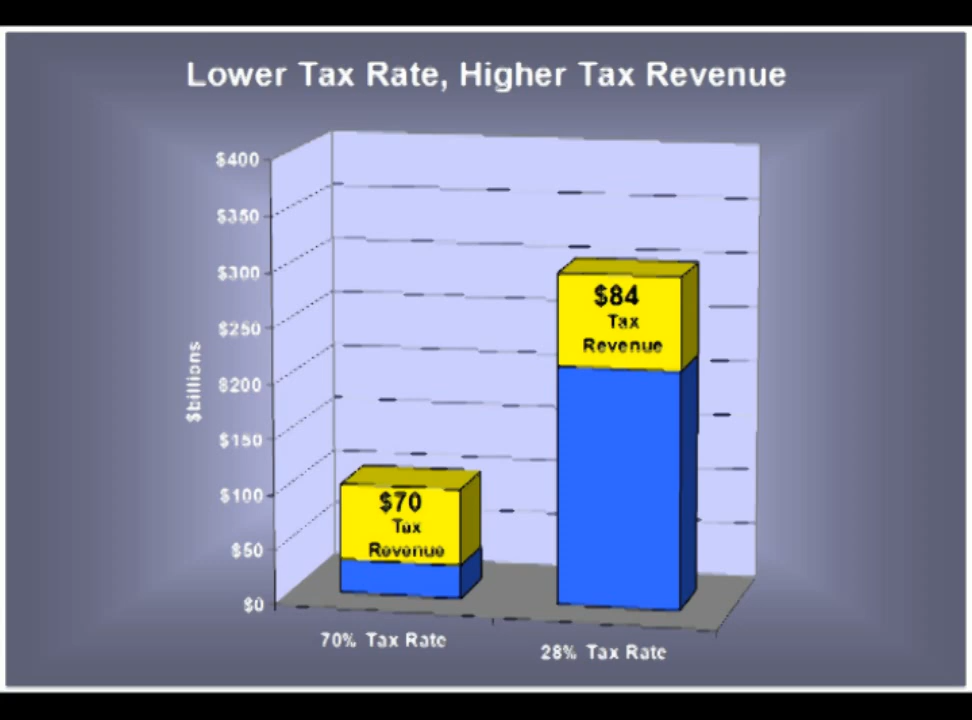 Lower Tax Rate, Higher Tax Revenue
$400
$350
$300
$250
$200
$150
$100
$50
$0
$billions
$84
Tax
Revenue
$70
Tax
Revenue
70% Tax Rate
28% Tax Rate